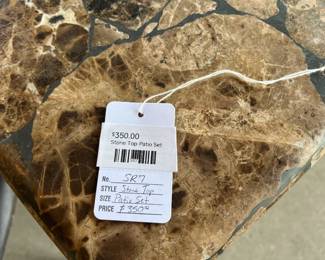 $350.00
Stone Top Patio Set
No. SR7
STYLE Stone Top
SIZE Patio Set
PRICE $350